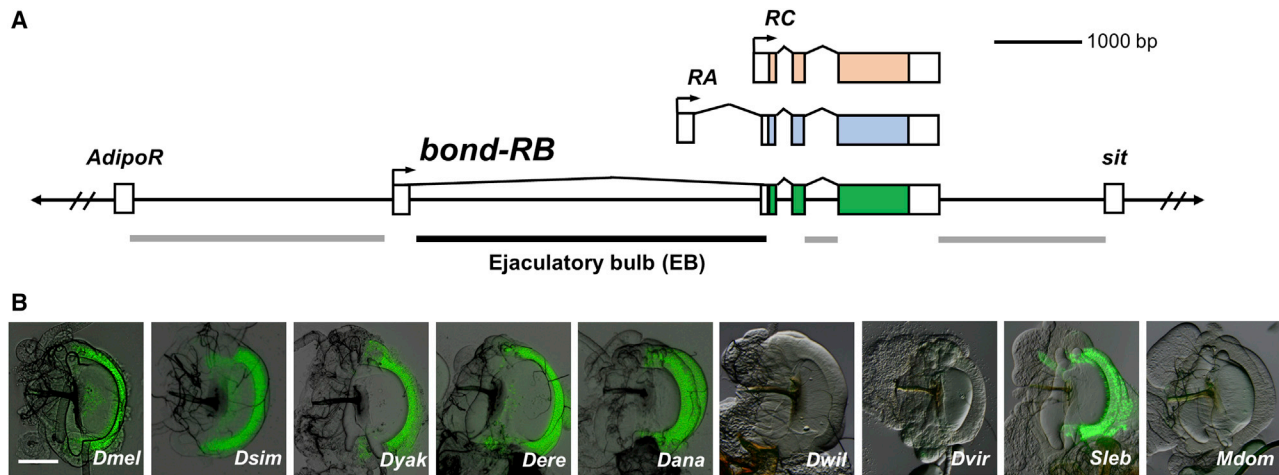 A
RC
1000 bp
RA
AdipoR
bond-RB
sit
Ejaculatory bulb (EB)
B
Dmel
Dsim
Dyak
Dere
Dana
Dwil
Dvir
Sleb
Mdom